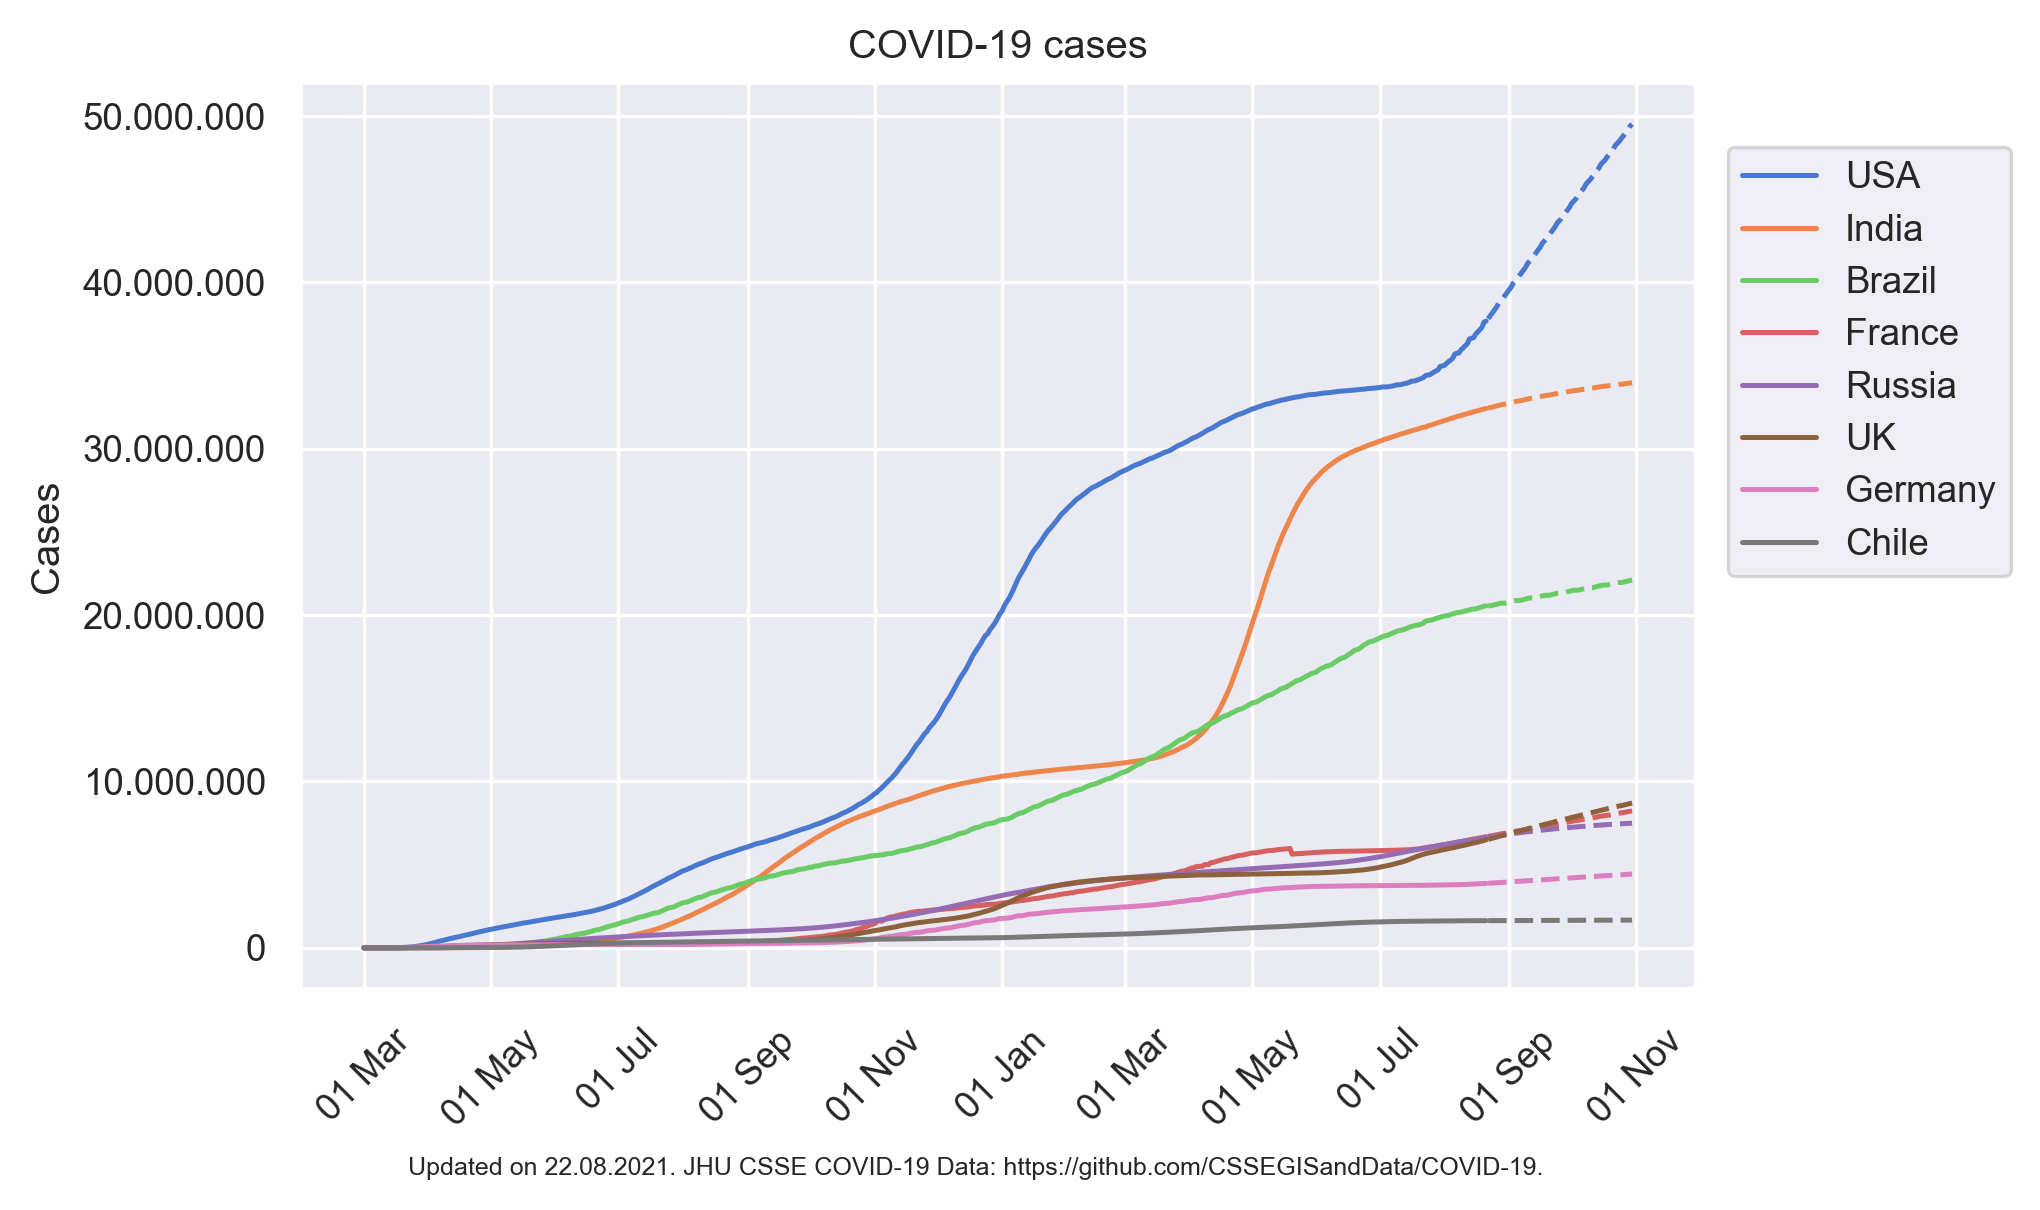 COVID-19 cases
50.000.000
40.000.000
30.000.000
20.000.000
10.000.000
0
Cases
01 Mar
01 May
01 Jul
01 Sep
01 Nov
01 Jan
01 Mar
01 May
01 Jul
01 Sep
01 Nov
USA
India
Brazil
France
Russia
UK
Germany
Chile
Updated on 22.08.2021. JHU CSSE COVID-19 Data: https://github.com/CSSEGISandData/COVID-19.